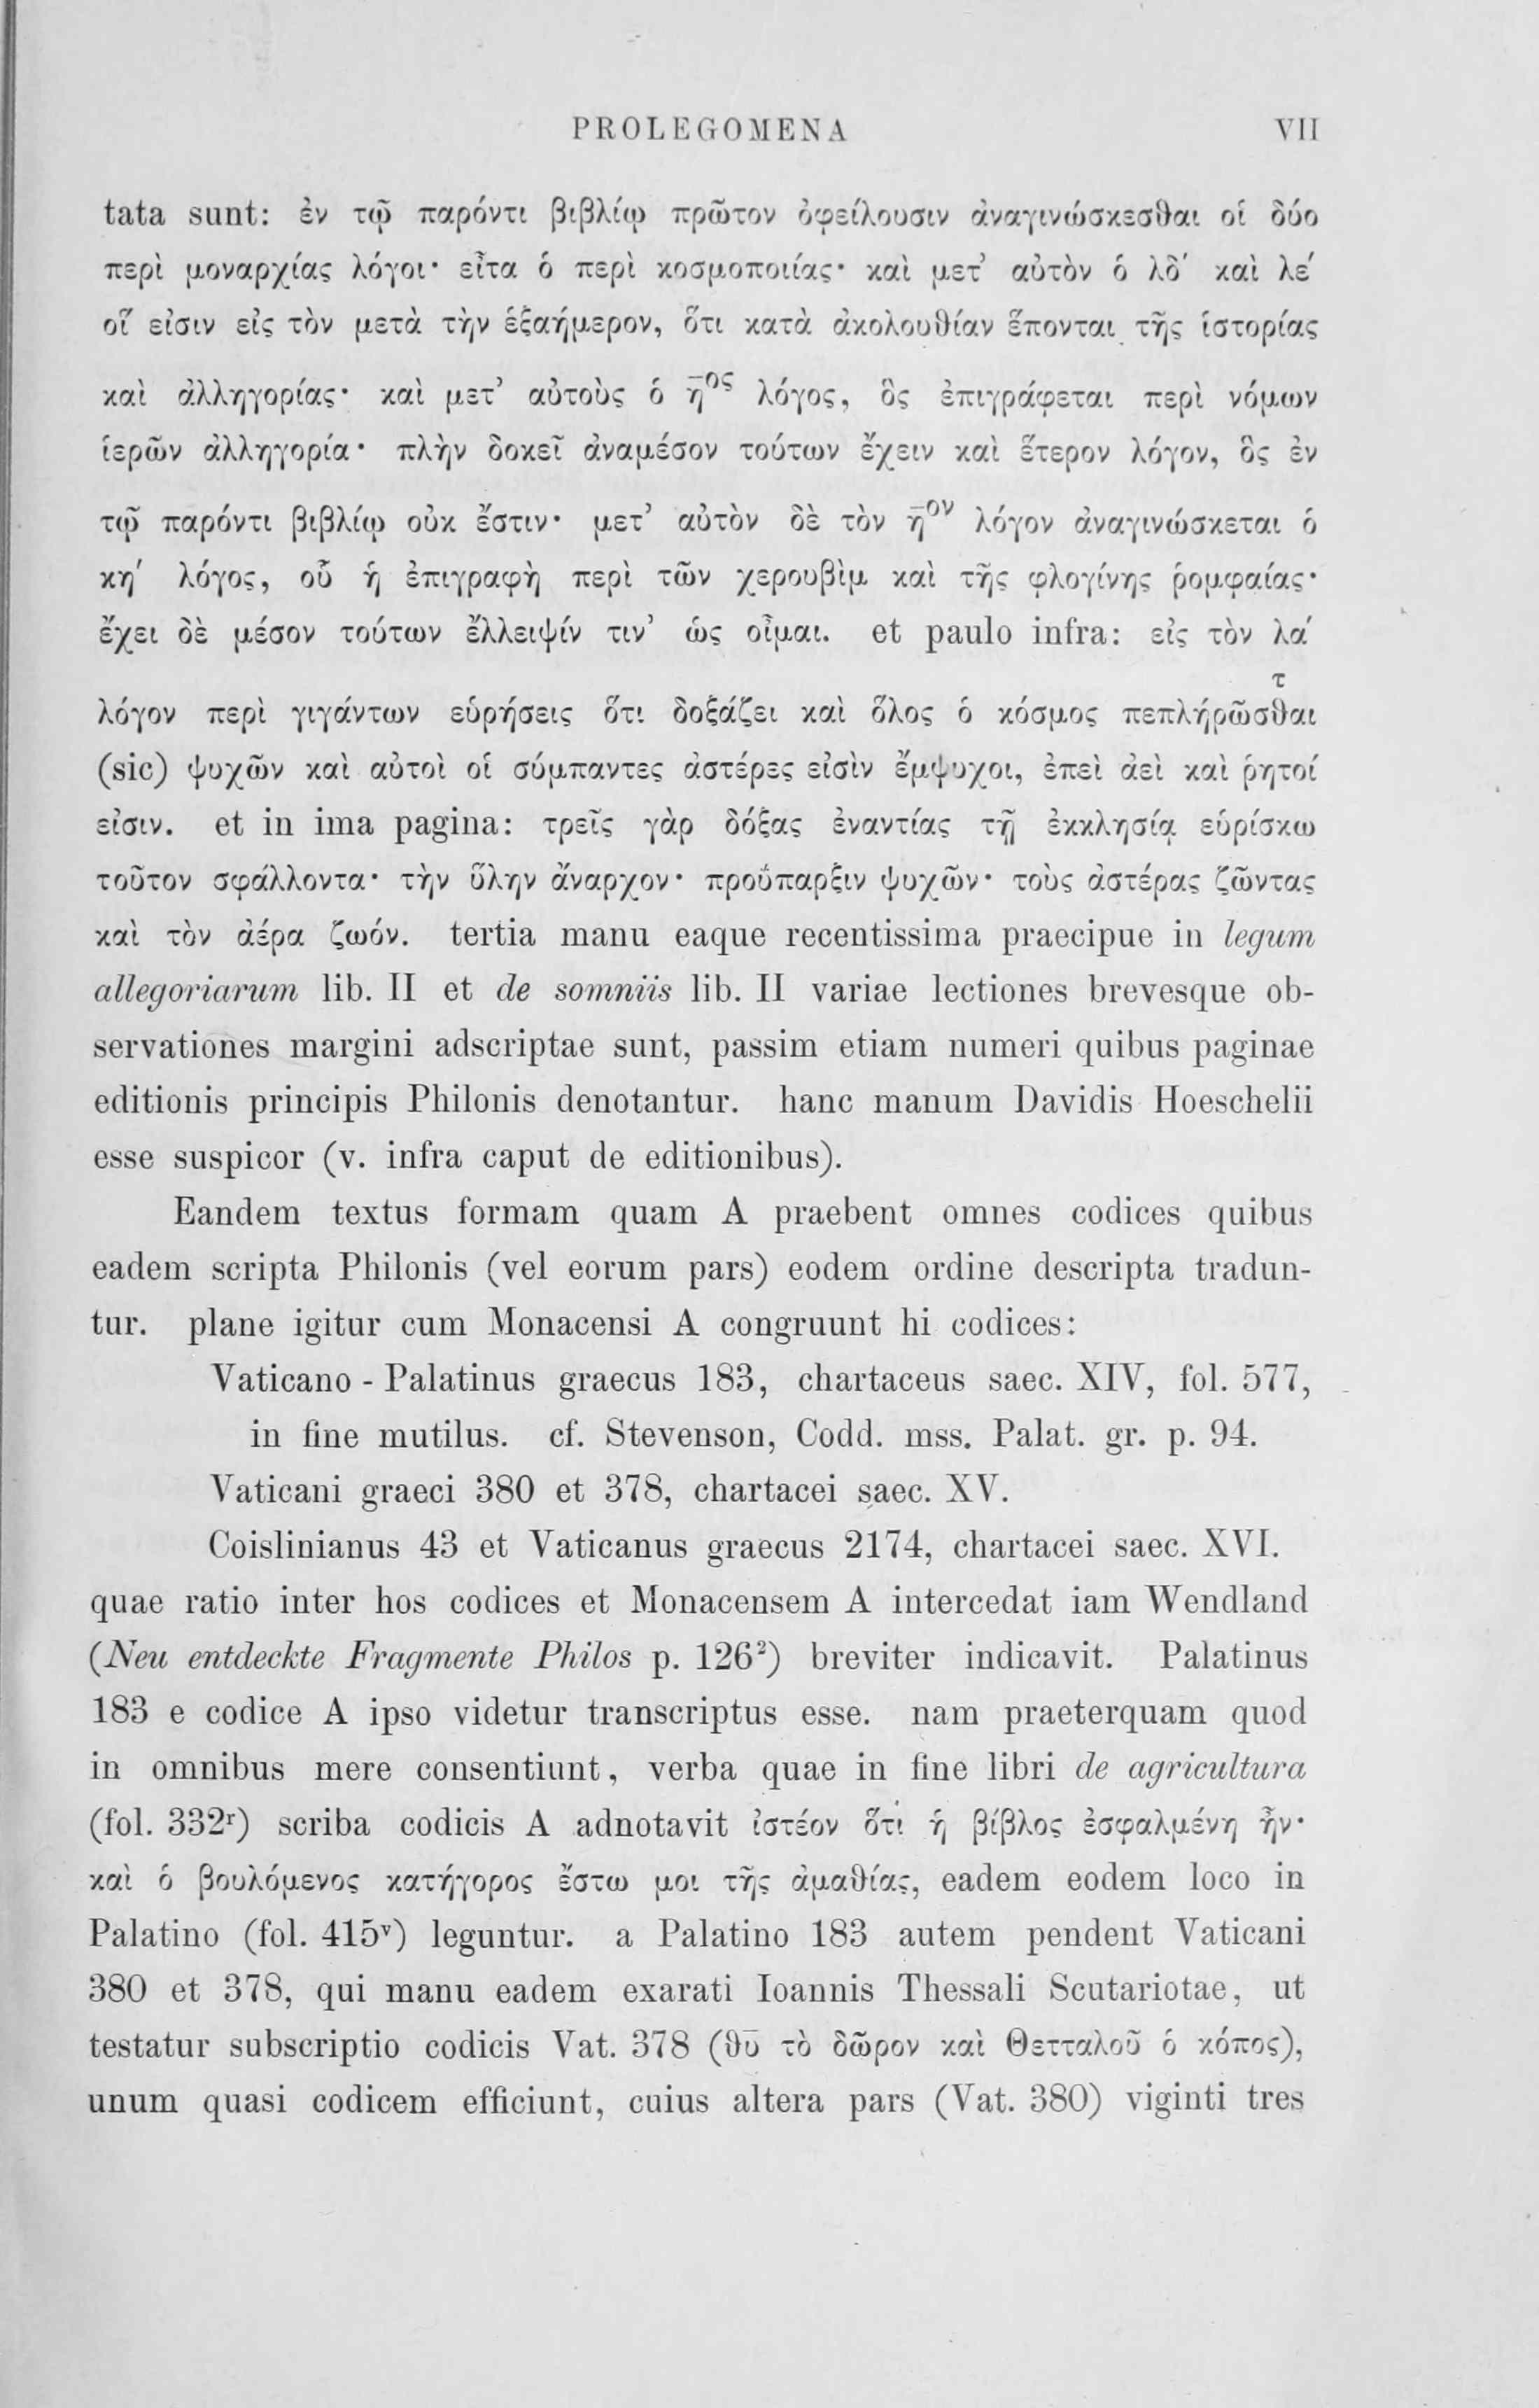 PROLEGOMENA VII
tata sunt: ἐν τῷ παρόντι βιβλίῳ πρῶτον ὀφείλουσιν ἀναγινώσκεσθαι οἱ δύο
περὶ μοναρχίας λόγοι· εἶτα ὁ περὶ κοσμοποιίας· καὶ μετ’ αὐτὸν ὁ λδ′ καὶ λε′
οἵ εἰσιν εἰς τὸν μετὰ τὴν ἑξαήμερον, ὅτι κατὰ ἀκολουθίαν ἕπονται τῆς ἱστορίας
καὶ ἀλληγορίας· καὶ μετ’ αὐτοὺς ὁ η̄ος λόγος, ὃς ἐπιγράφεται περὶ νόμων
ἱερῶν ἀλληγορία· πλὴν δοκεῖ ἀναμέσον τούτων ἔχειν καὶ ἕτερον λόγον, ὃς ἐν
τῷ παρόντι βιβλίῳ οὐκ ἔστιν· μετ’ αὐτὸν δὲ τὸν η̄ον λόγον ἀναγινώσκεται ὁ
κη′ λόγος, οὗ ἡ ἐπιγραφὴ περὶ τῶν χερουβὶμ καὶ τῆς φλογίνης ῥομφαίας·
ἔχει δὲ μέσον τούτων ἔλλειψίν τιν’ ὡς οἶμαι. et paulo infra: εἰς τὸν λα′
λόγον περὶ γιγάντων εὑρήσεις ὅτι δοξάζει καὶ ὅλος ὁ κόσμος πεπλήρῶσθαιτ
(sic) ψυχῶν καὶ αὐτοὶ οἱ σύμπαντες ἀστέρες εἰσὶν ἔμψυχοι, ἐπεὶ ἀεὶ καὶ ῥητοί
εἰσιν. et in ima pagina: τρεῖς γὰρ δόξας ἐναντίας τῇ ἐκκλησίᾳ εὑρίσκω
τοῦτον σφάλλοντα· τὴν ὕλην ἄναρχον· προΰπαρξιν ψυχῶν· τοὺς ἀστέρας ζῶντας
καὶ τὸν ἀέρα ζωόν. tertia manu eaque recentissima praecipue in legum
allegoriarum lib. II et de somniis lib. II variae lectiones brevesque ob-
servationes margini adscriptae sunt, passim etiam numeri quibus paginae
editionis principis Philonis denotantur. hanc manum Davidis Hoeschelii
esse suspicor (v. infra caput de editionibus).
Eandem textus formam quam A praebent omnes codices quibus
eadem scripta Philonis (vel eorum pars) eodem ordine descripta tradun-
tur. plane igitur cum Monacensi A congruunt hi codices:
Vaticano - Palatinus graecus 183, chartaceus saec. XIV, fol. 577,
in fine mutilus. cf. Stevenson, Codd. mss. Palat. gr. p. 94.
Vaticani graeci 380 et 378, chartacei saec. XV.
Coislinianus 43 et Vaticanus graecus 2174, chartacei saec. XVI.
quae ratio inter hos codices et Monacensem A intercedat iam Wendland
(Neu entdeckte Fragmente Philos p. 126²) breviter indicavit. Palatinus
183 e codice A ipso videtur transcriptus esse. nam praeterquam quod
in omnibus mere consentiunt, verba quae in fine libri de agricultura
(fol. 332ʳ) scriba codicis A adnotavit ἰστέον ὅτι ἡ βίβλος ἐσφαλμένη ἦν·
καὶ ὁ βουλόμενος κατήγορος ἔστω μοι τῆς ἀμαθίας, eadem eodem loco in
Palatino (fol. 415ᵛ) leguntur. a Palatino 183 autem pendent Vaticani
380 et 378, qui manu eadem exarati Ioannis Thessali Scutariotae, ut
testatur subscriptio codicis Vat. 378 (θῡ τὸ δῶρον καὶ Θετταλοῦ ὁ κόπος),
unum quasi codicem efficiunt, cuius altera pars (Vat. 380) viginti tres